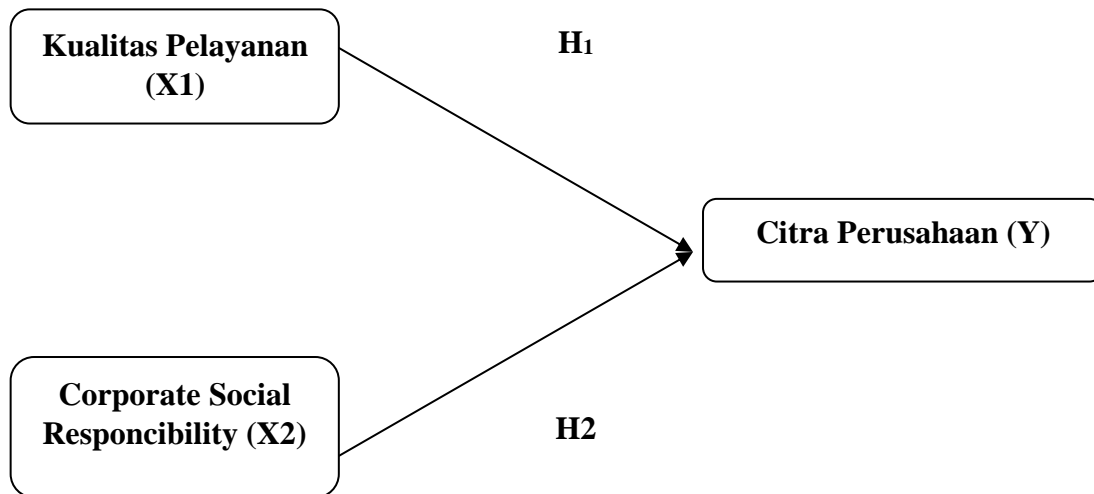 Kualitas Pelayanan
(X1)
H1
Citra Perusahaan (Y)
Corporate Social
Responcibility (X2)
H2